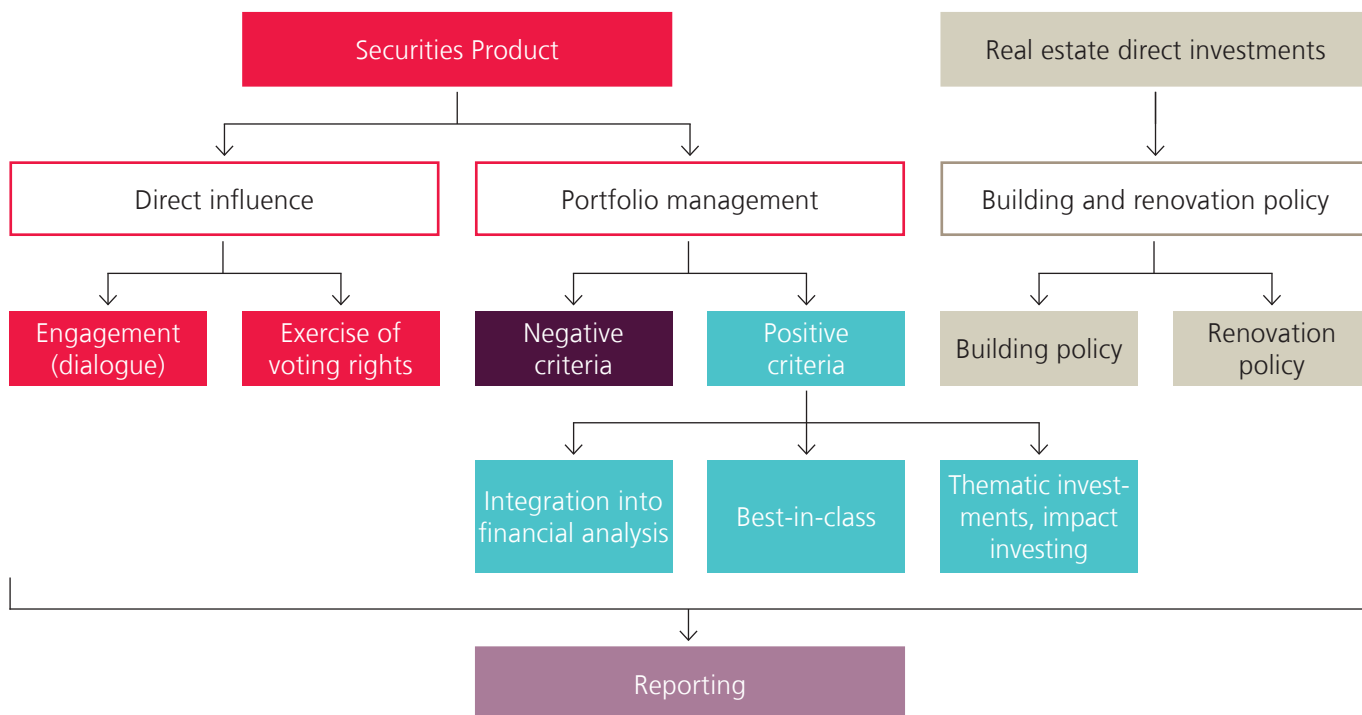 Securities Product
Real estate direct investments
Direct influence
Portfolio management
Building and renovation policy
Engagement
(dialogue)
Exercise of
voting rights
Negative
criteria
Positive
criteria
Building policy
Renovation
policy
Integration into
financial analysis
Best-in-class
Thematic invest-
ments, impact
investing
Reporting